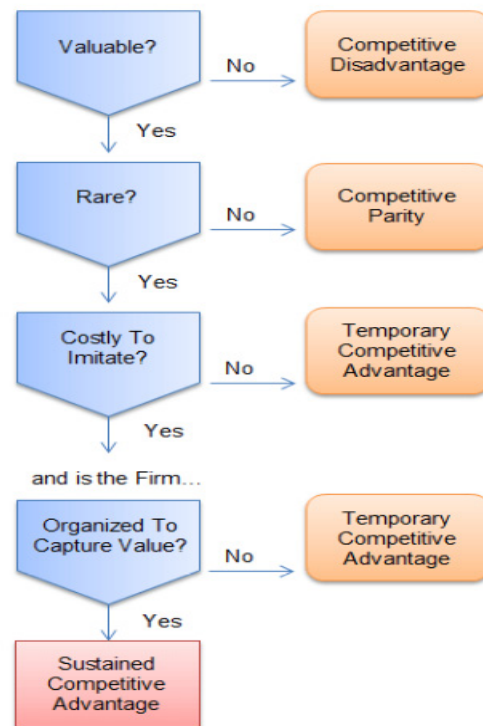 Valuable?
No
Competitive
Disadvantage
Yes
Rare?
No
Competitive
Parity
Yes
Costly To
Imitate?
No
Temporary
Competitive
Advantage
Yes
and is the Firm...
Organized To
Capture Value?
No
Temporary
Competitive
Advantage
Yes
Sustained
Competitive
Advantage